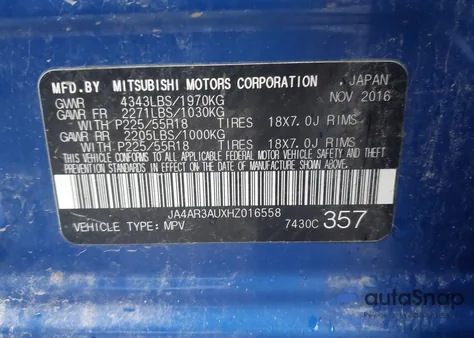 MFD.BY MITSUBISHI MOTORS CORPORATION JAPAN
GVWR 4343LBS/1970KG NOV 2016
GAWR FR 2271LBS/1030KG
WITH P225/55R18 TIRES 18X7.0J RIMS
GAWR RR 2205LBS/1000KG
WITH P225/55R18 TIRES 18X7.0J RIMS
THIS VEHICLE CONFORMS TO ALL APPLICABLE FEDERAL
MOTOR VEHICLE SAFETY, BUMPER, AND THEFT
PREVENTION STANDARDS IN EFFECT ON THE DATE OF
MANUFACTURE SHOWN ABOVE.
JA4AR3AUXHZ016558
VEHICLE TYPE: MPV 7430C 357
autoSnap